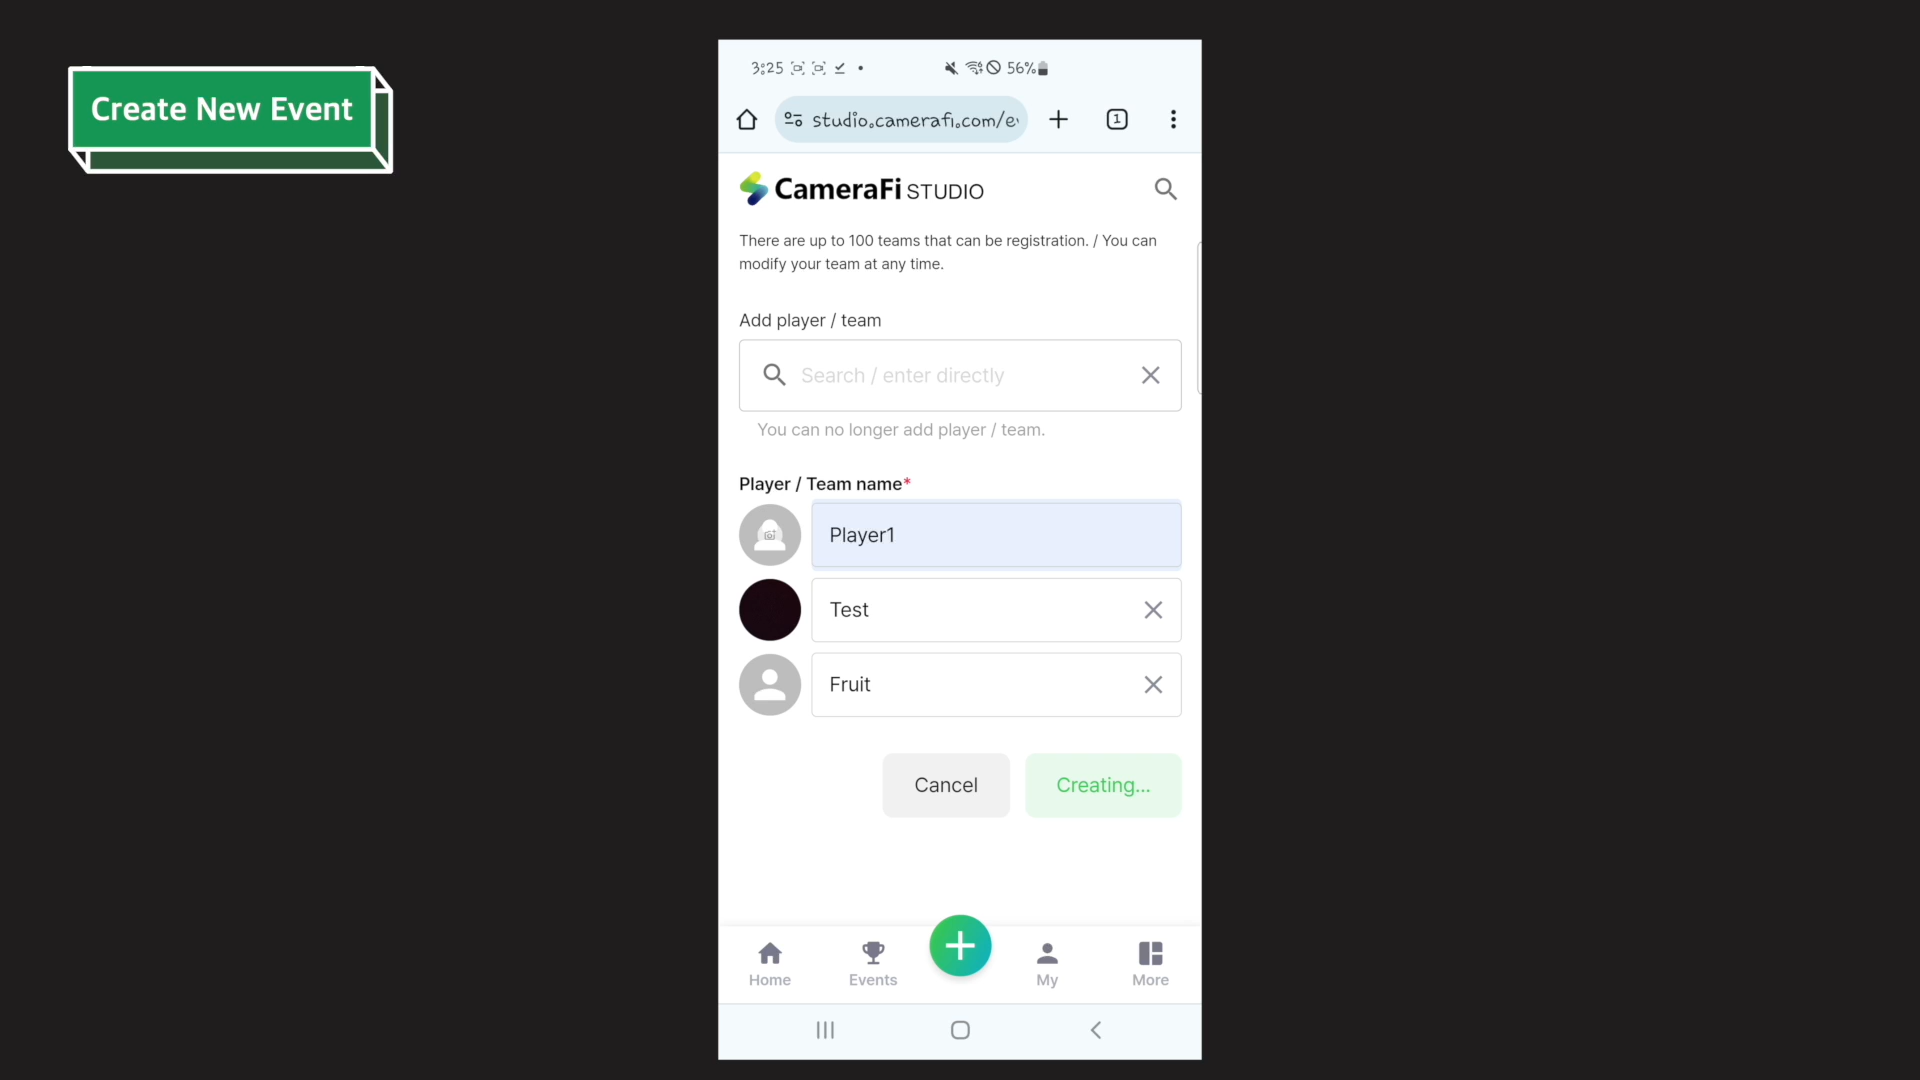 Create New Event
3:25
56%
studio.camerafi.com/e
1
CameraFi STUDIO
There are up to 100 teams that can be registration. / You can
modify your team at any time.
Add player / team
Search / enter directly
You can no longer add player / team.
Player / Team name*
Player1
Test
Fruit
Cancel
Creating...
Home
Events
My
More